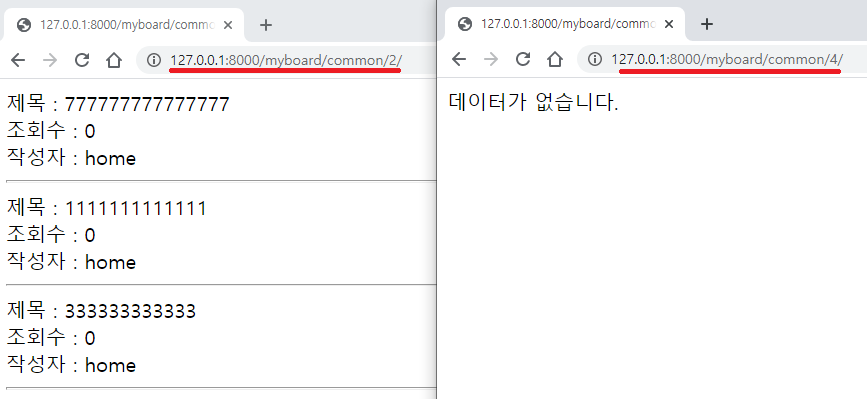 127.0.0.1:8000/myboard/commo
127.0.0.1:8000/myboard/common/2/
제목 : 777777777777777
조회수 : 0
작성자 : home
제목 : 1111111111111
조회수 : 0
작성자 : home
제목 : 333333333333
조회수 : 0
작성자 : home
127.0.0.1:8000/myboard/commo
127.0.0.1:8000/myboard/common/4/
데이터가 없습니다.